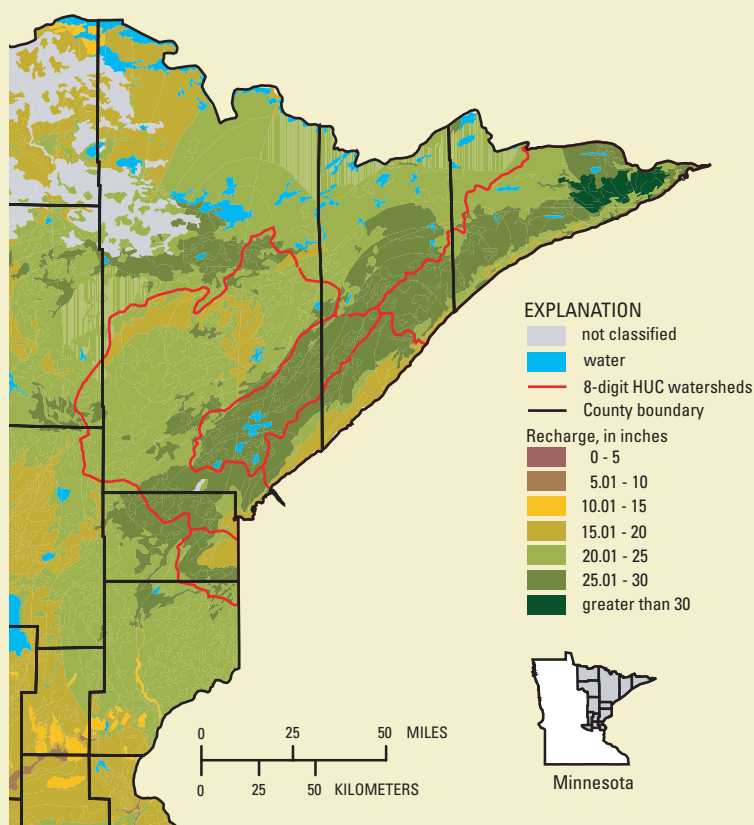 EXPLANATION
not classified
water
8-digit HUC watersheds
County boundary
Recharge, in inches
0 - 5
5.01 - 10
10.01 - 15
15.01 - 20
20.01 - 25
25.01 - 30
greater than 30
0 25 50 MILES
0 25 50 KILOMETERS
Minnesota